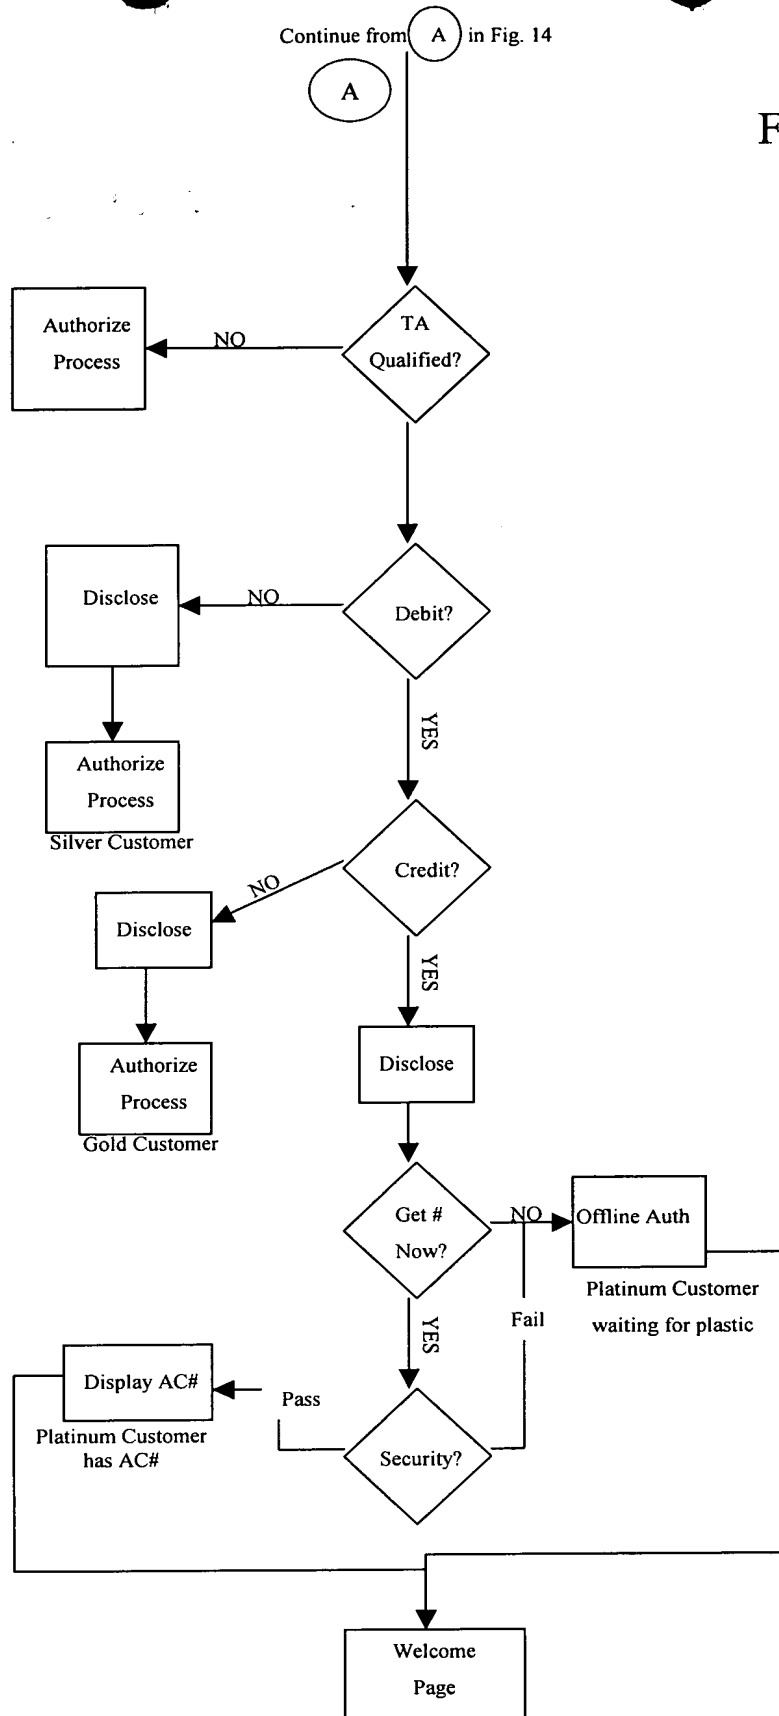 Continue from A in Fig. 14
A
F
TA
Qualified?
NO
Authorize
Process
Debit?
NO
Disclose
YES
Authorize
Process
Silver Customer
Credit?
NO
Disclose
YES
Authorize
Process
Gold Customer
Disclose
Get #
Now?
NO
Offline Auth
Platinum Customer
waiting for plastic
Fail
YES
Display AC#
Pass
Platinum Customer
has AC#
Security?
Welcome
Page